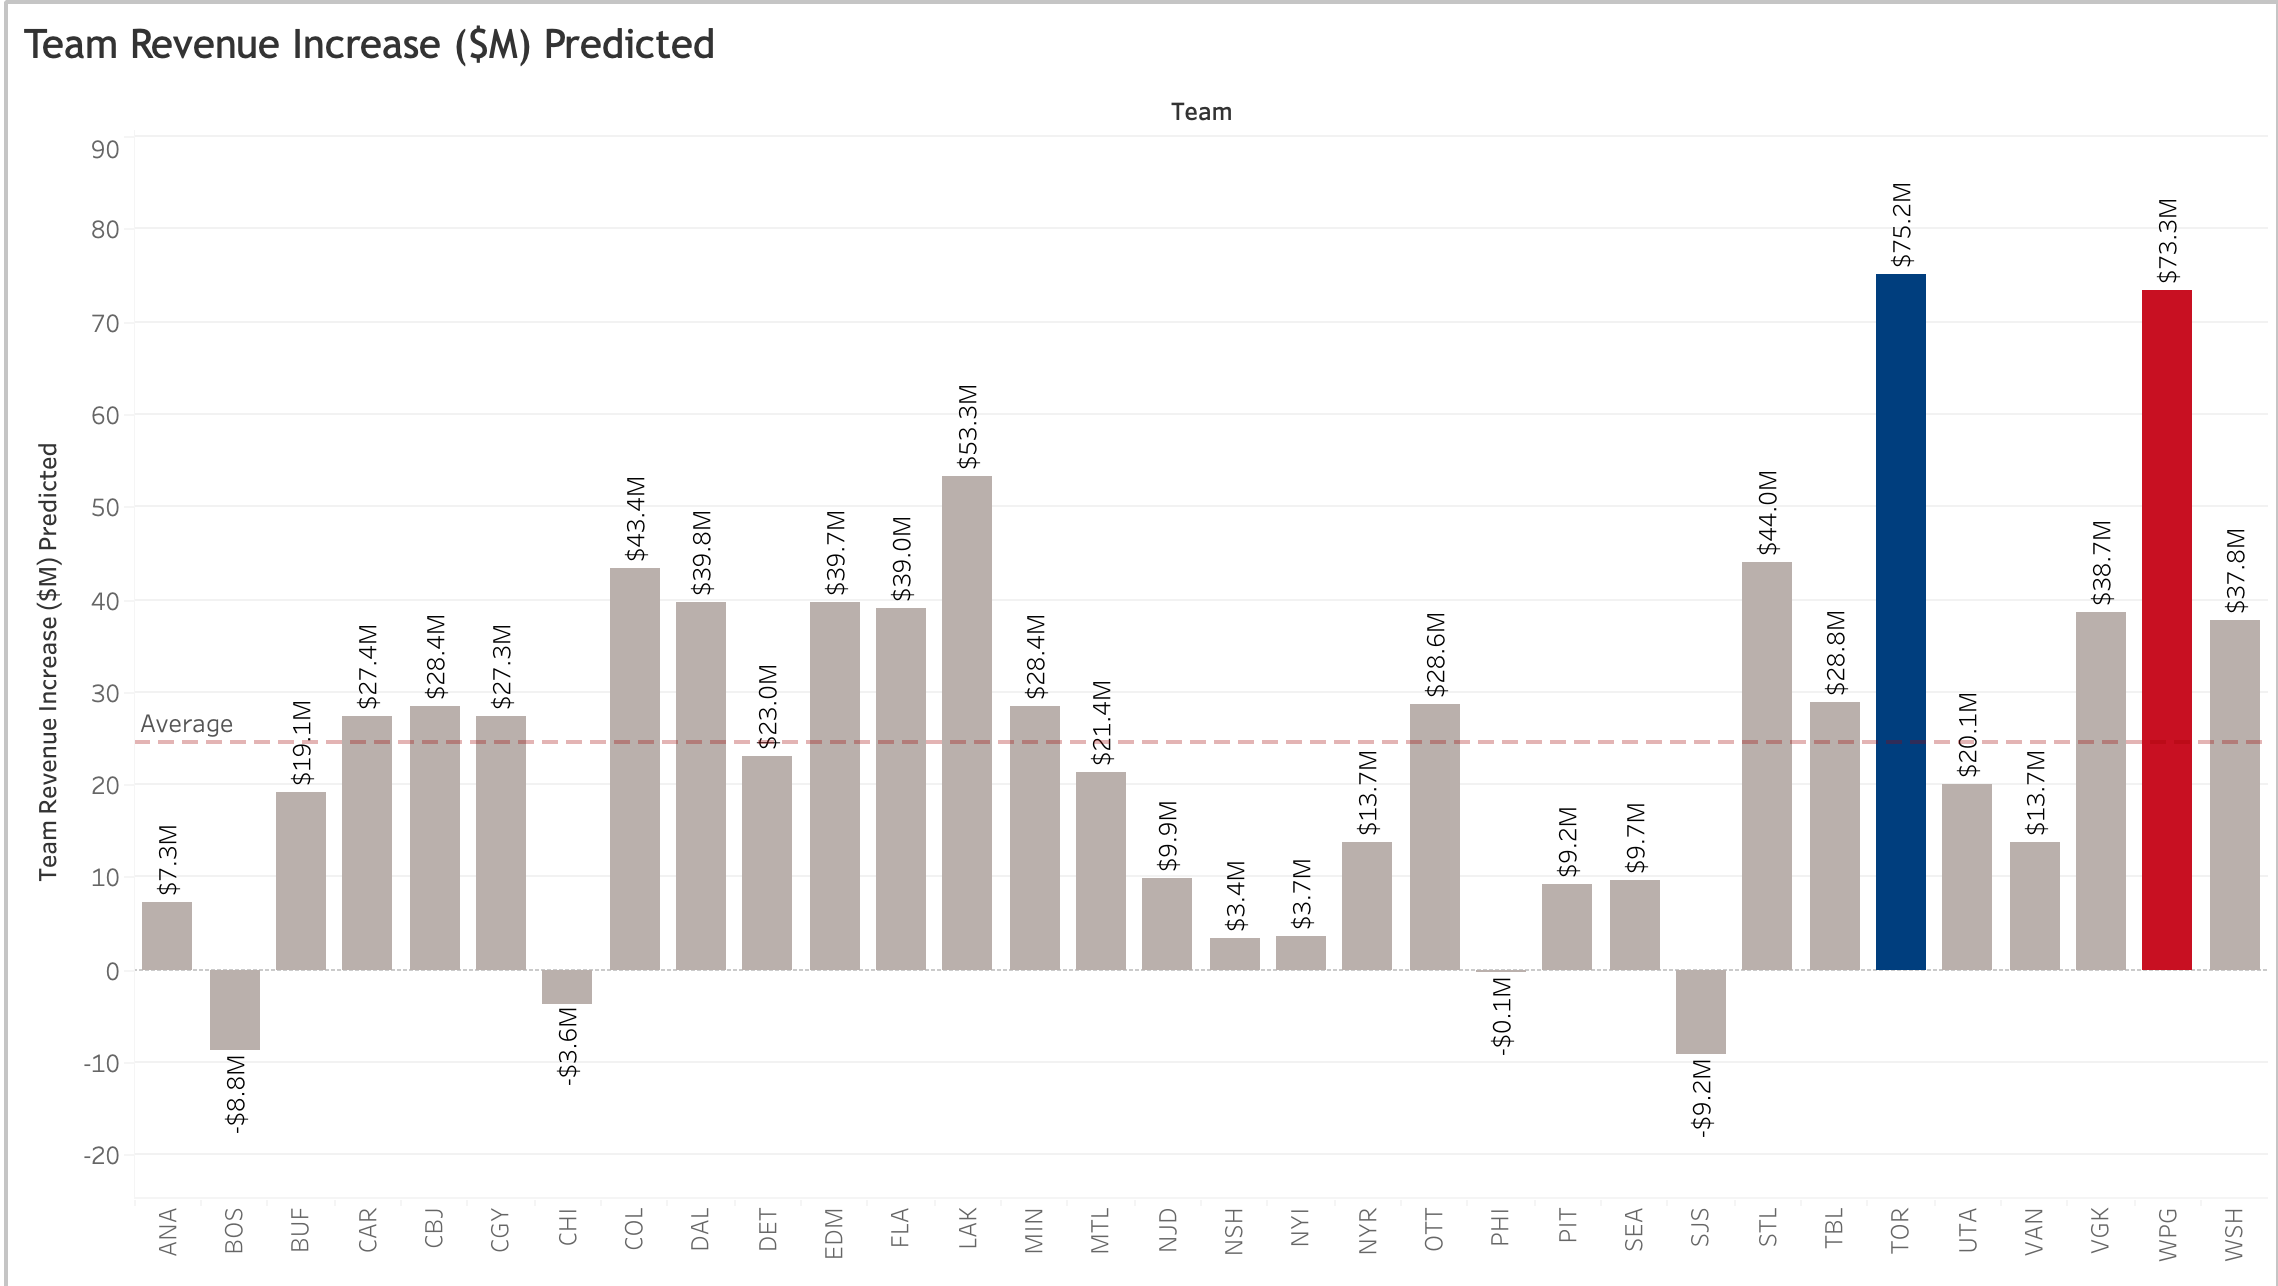 Team Revenue Increase ($M) Predicted
Team
Team Revenue Increase ($M) Predicted
90
80
70
60
50
40
30
20
10
0
-10
-20
Average
$7.3M
-$8.8M
$19.1M
$27.4M
$28.4M
$27.3M
-$3.6M
$43.4M
$39.8M
$23.0M
$39.7M
$39.0M
$53.3M
$28.4M
$21.4M
$9.9M
$3.4M
$3.7M
$13.7M
$28.6M
-$0.1M
$9.2M
$9.7M
-$9.2M
$44.0M
$28.8M
$75.2M
$20.1M
$13.7M
$38.7M
$73.3M
$37.8M
ANA
BOS
BUF
CAR
CBJ
CGY
CHI
COL
DAL
DET
EDM
FLA
LAK
MIN
MTL
NJD
NSH
NYI
NYR
OTT
PHI
PIT
SEA
SJS
STL
TBL
TOR
UTA
VAN
VGK
WPG
WSH